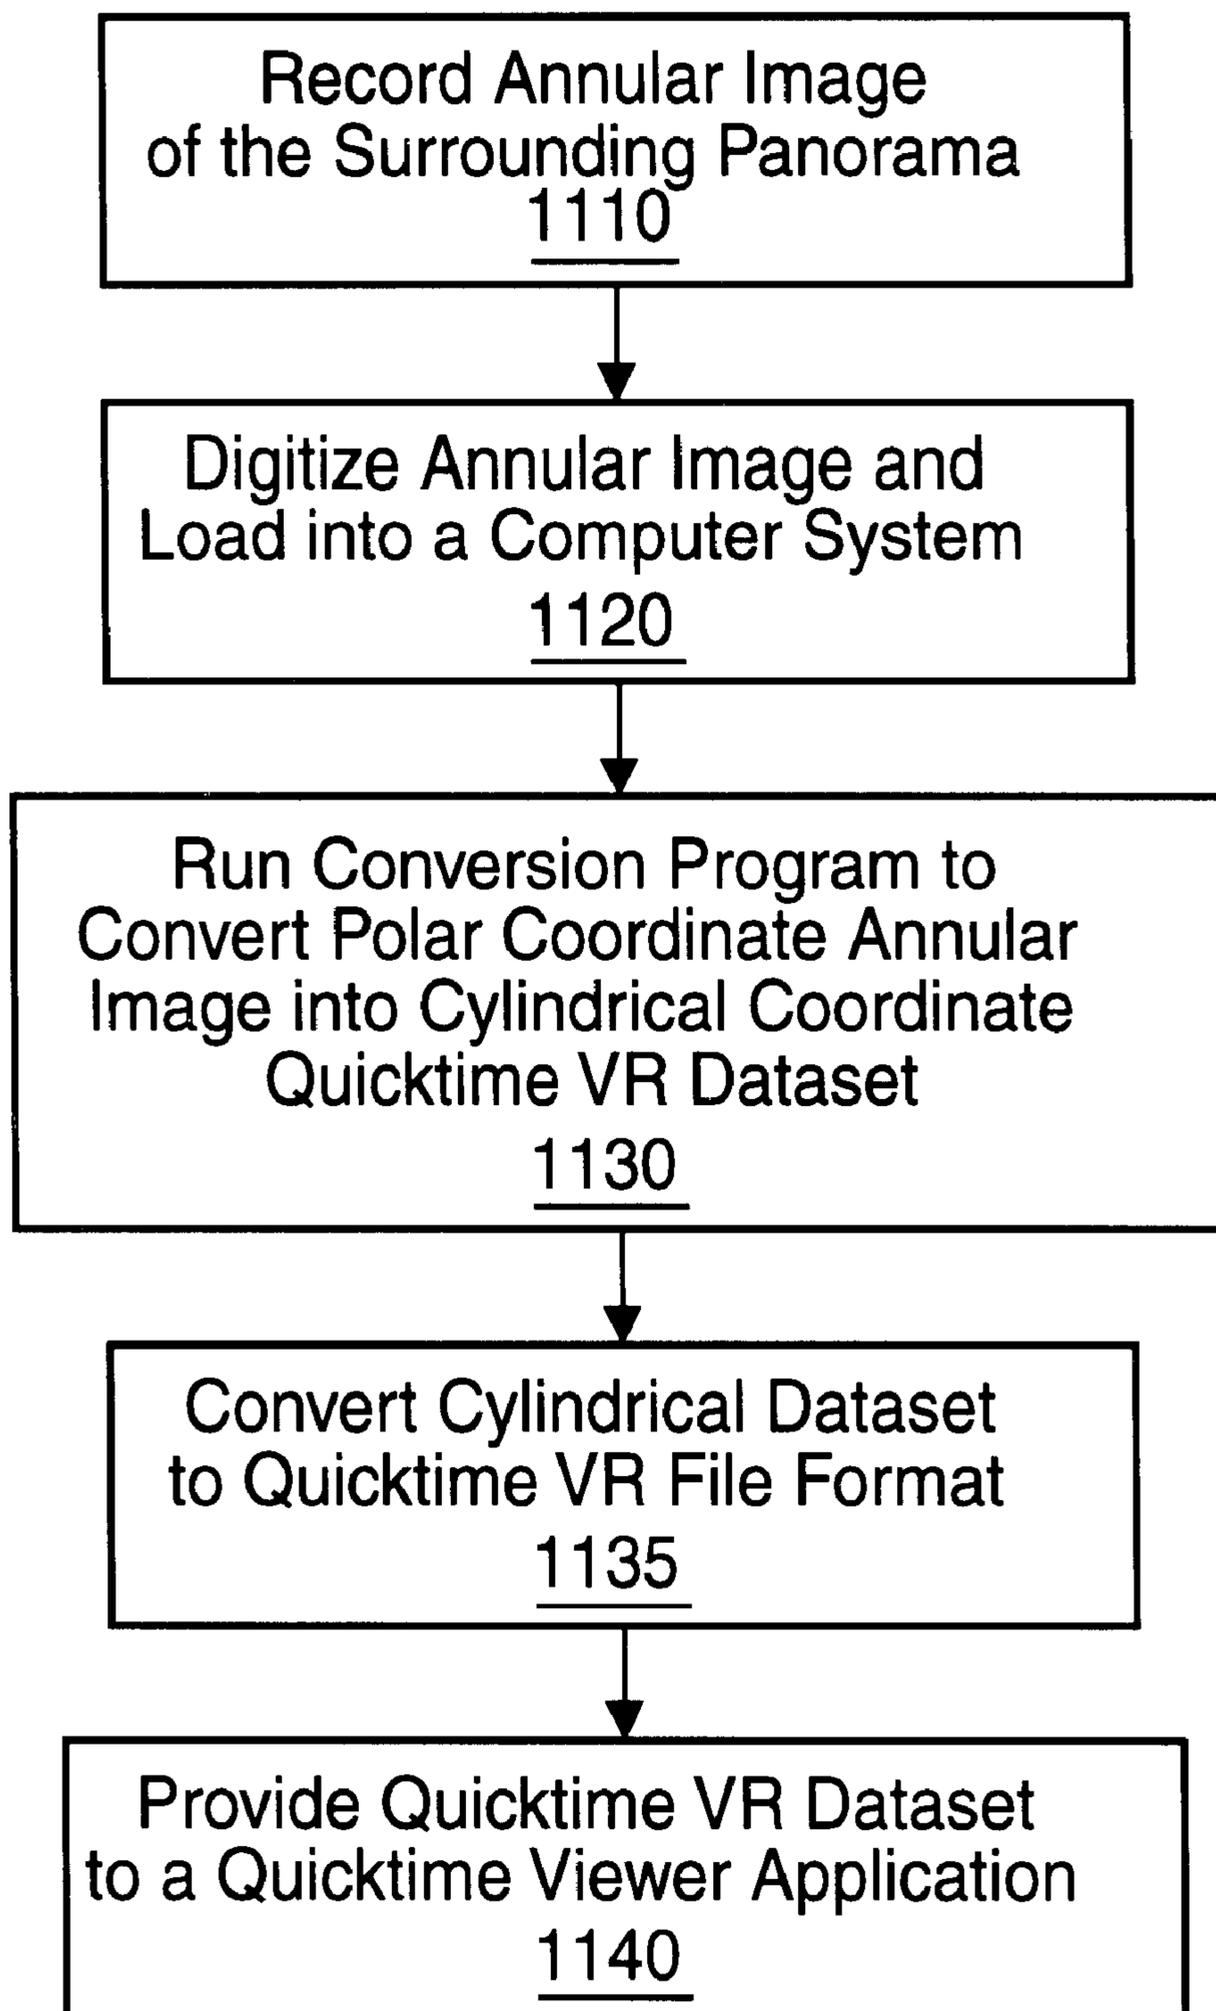 Record Annular Image
of the Surrounding Panorama
1110
Digitize Annular Image and
Load into a Computer System
1120
Run Conversion Program to
Convert Polar Coordinate Annular
Image into Cylindrical Coordinate
Quicktime VR Dataset
1130
Convert Cylindrical Dataset
to Quicktime VR File Format
1135
Provide Quicktime VR Dataset
to a Quicktime Viewer Application
1140